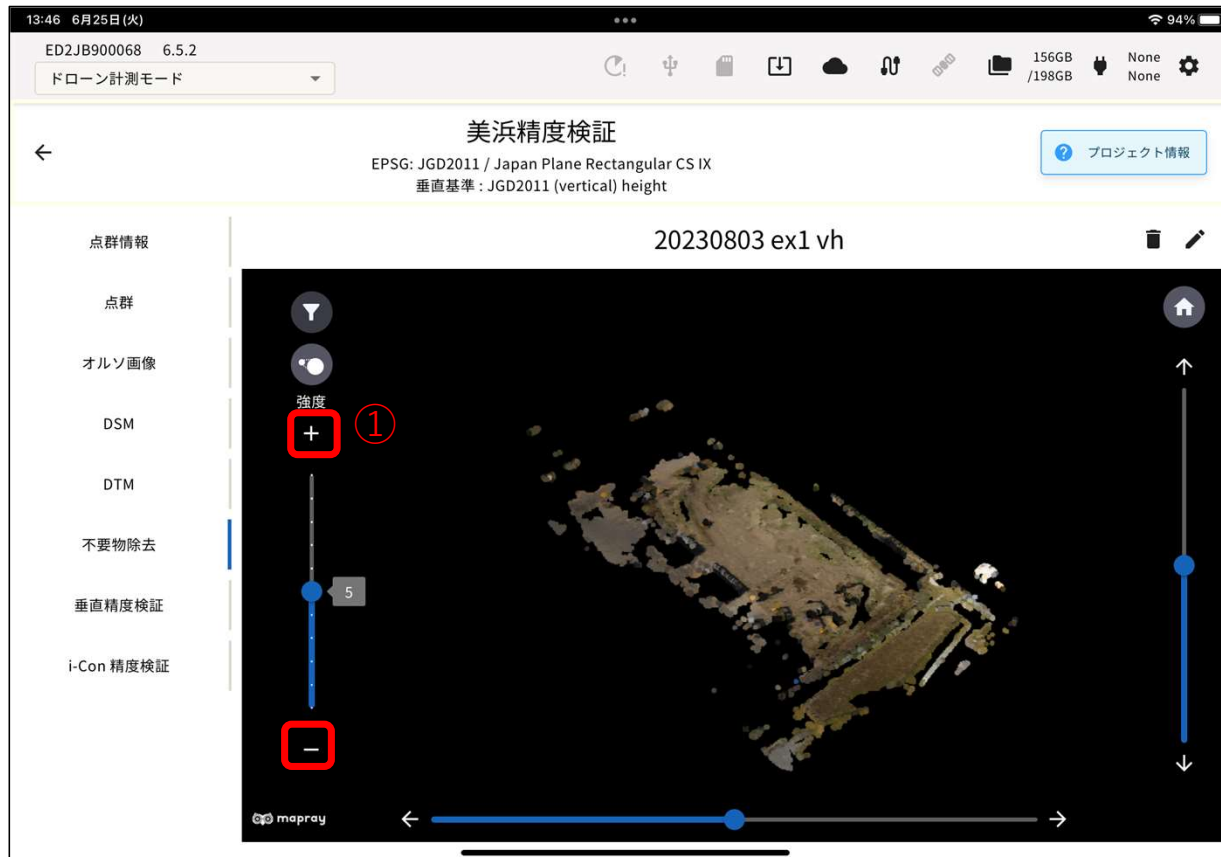 13:46 6月25日(火)
94%
ED2JB900068 6.5.2
ドローン計測モード
156GB
/198GB
None
None
美浜精度検証
EPSG: JGD2011 / Japan Plane Rectangular CS IX
垂直基準 : JGD2011 (vertical) height
プロジェクト情報
20230803 ex1 vh
点群情報
点群
オルソ画像
DSM
DTM
不要物除去
垂直精度検証
i-Con 精度検証
強度
+
①
5
−
mapray